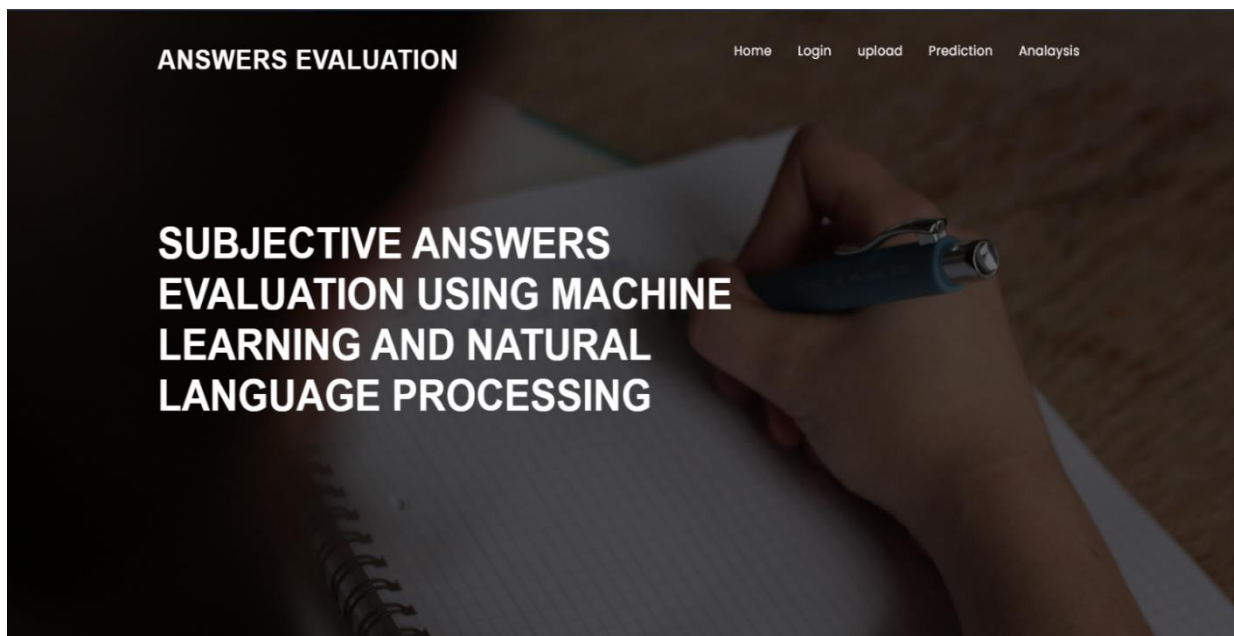 ANSWERS EVALUATION
Home Login upload Prediction Analaysis
SUBJECTIVE ANSWERS
EVALUATION USING MACHINE
LEARNING AND NATURAL
LANGUAGE PROCESSING